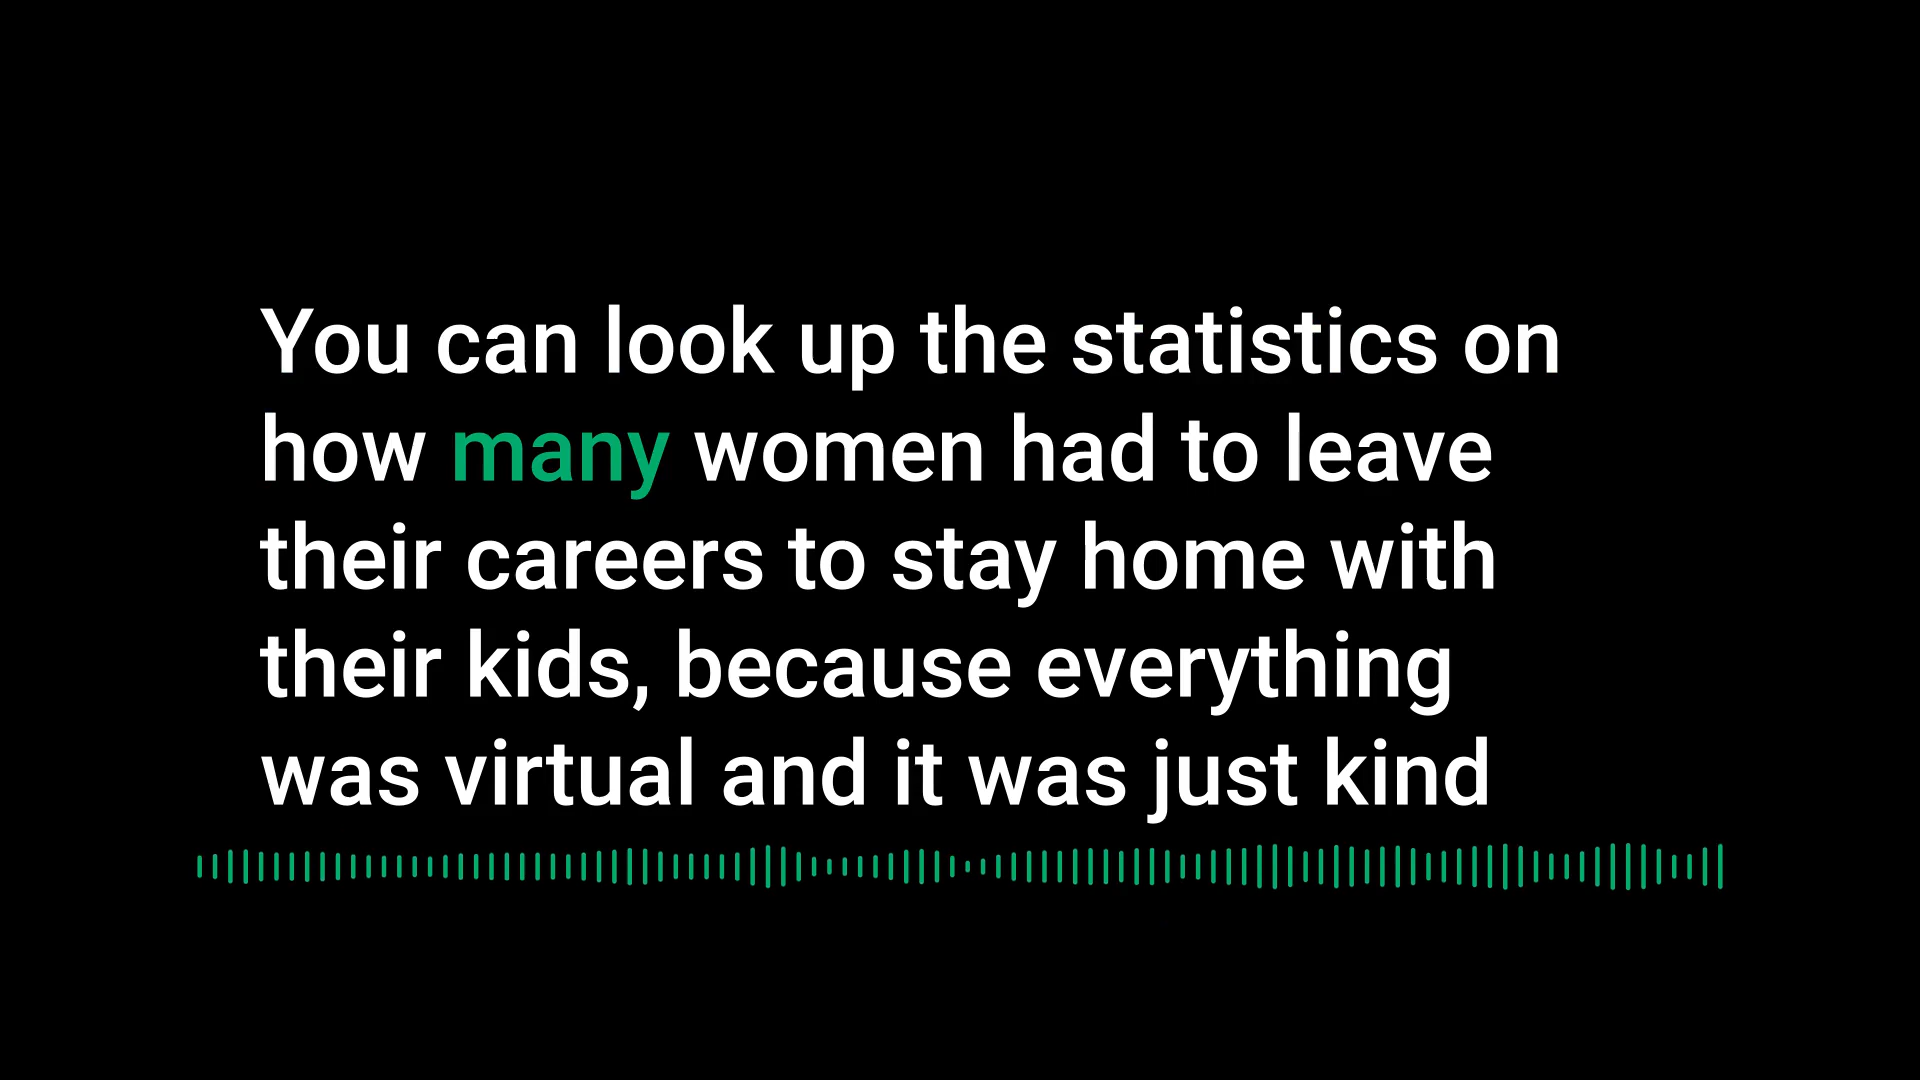 You can look up the statistics on
how many women had to leave
their careers to stay home with
their kids, because everything
was virtual and it was just kind